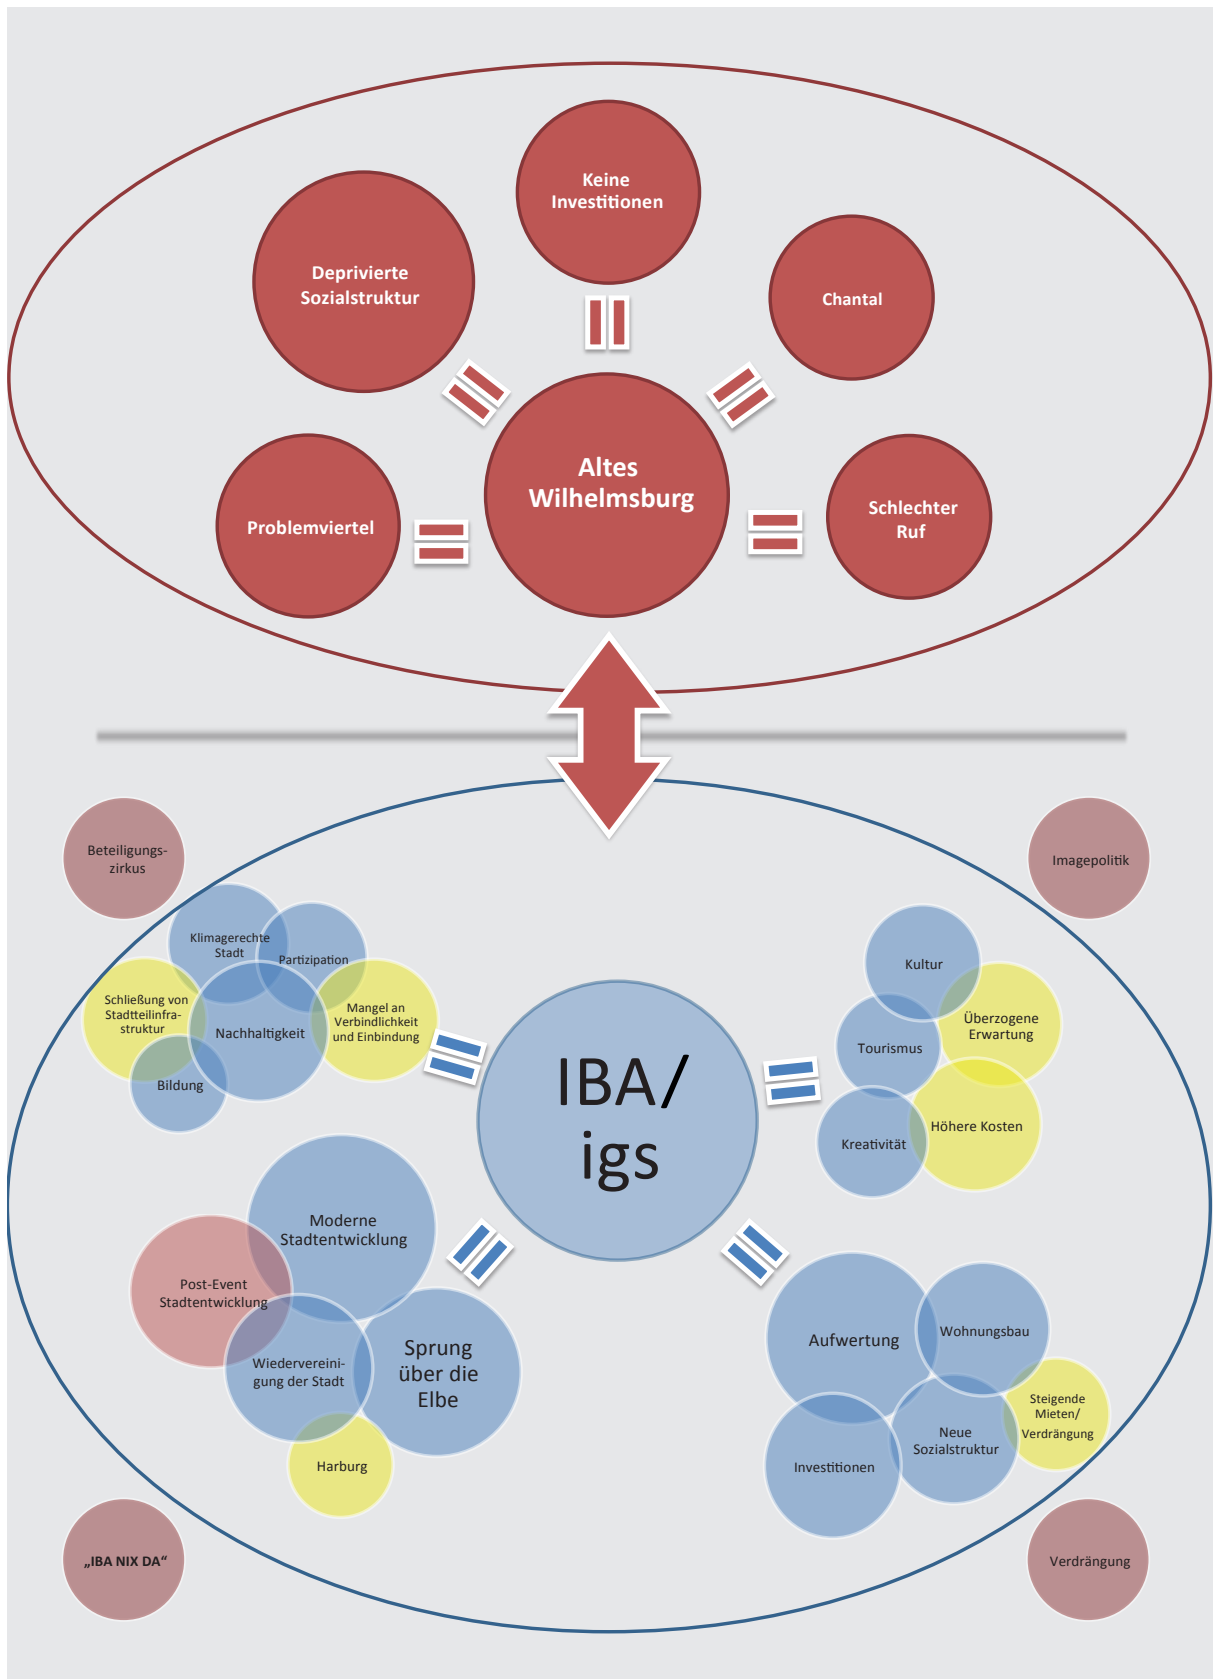 Keine
Investitionen
Deprivierte
Sozialstruktur
Chantal
Altes
Wilhelmsburg
Problemviertel
Schlechter
Ruf
Beteiligungs-
zirkus
Imagepolitik
Klimagerechte
Stadt
Partizipation
Schließung von
Stadtteilinfra-
struktur
Nachhaltigkeit
Mangel an
Verbindlichkeit
und Einbindung
Bildung
IBA/
igs
Kultur
Überzogene
Erwartung
Tourismus
Höhere Kosten
Kreativität
Moderne
Stadtentwicklung
Post-Event
Stadtentwicklung
Wiedervereini-
gung der Stadt
Sprung
über die
Elbe
Harburg
Aufwertung
Wohnungsbau
Steigende
Mieten/
Verdrängung
Neue
Sozialstruktur
Investitionen
„IBA NIX DA“
Verdrängung